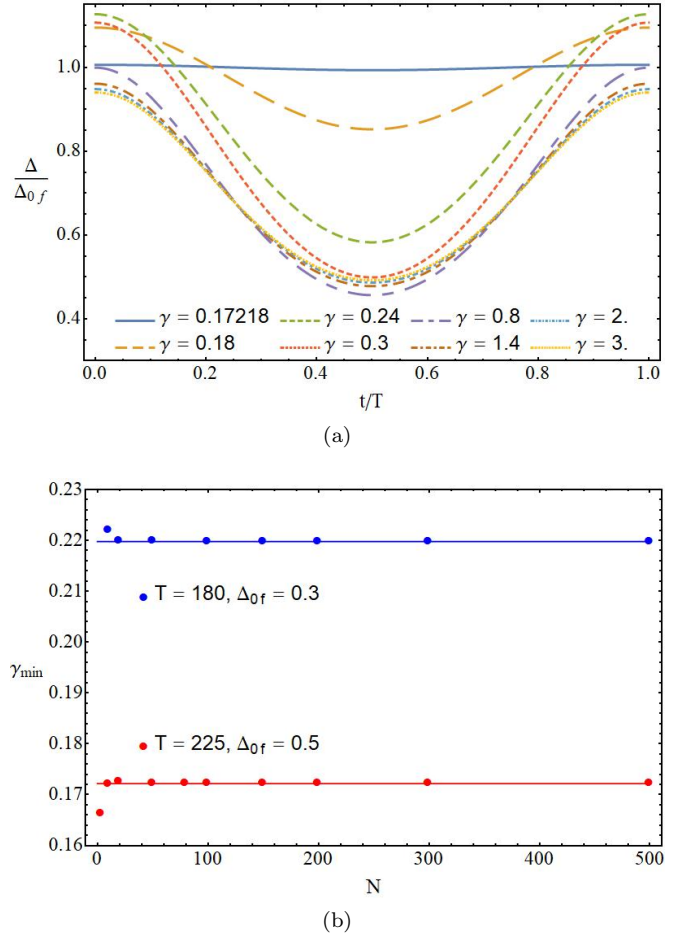 1.0
0.8
Δ
Δ0 f
0.6
0.4
γ = 0.17218 γ = 0.24 γ = 0.8 γ = 2.
γ = 0.18 γ = 0.3 γ = 1.4 γ = 3.
0.0 0.2 0.4 0.6 0.8 1.0
t/T
(a)
0.23
0.22
0.21
T = 180, Δ0f = 0.3
0.20
γmin
0.19
0.18
T = 225, Δ0f = 0.5
0.17
0.16
0 100 200 300 400 500
N
(b)